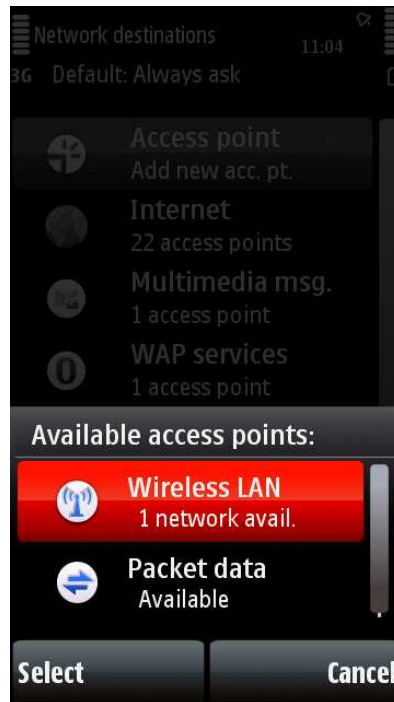 Network destinations
11:04
3G Default: Always ask
Access point
Add new acc. pt.
Internet
22 access points
Multimedia msg.
1 access point
WAP services
1 access point
Available access points:
Wireless LAN
1 network avail.
Packet data
Available
Select Cancel